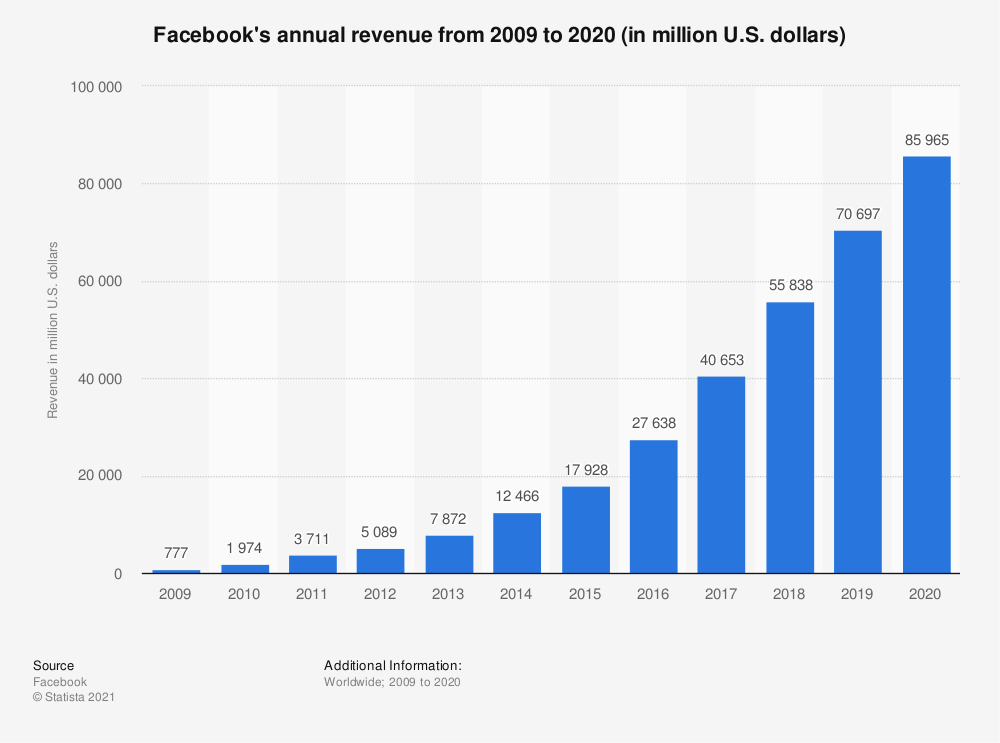 Facebook's annual revenue from 2009 to 2020 (in million U.S. dollars)
Revenue in million U.S. dollars
100 000
80 000
60 000
40 000
20 000
0
777
1 974
3 711
5 089
7 872
12 466
17 928
27 638
40 653
55 838
70 697
85 965
2009 2010 2011 2012 2013 2014 2015 2016 2017 2018 2019 2020
Source
Facebook
© Statista 2021
Additional Information:
Worldwide; 2009 to 2020